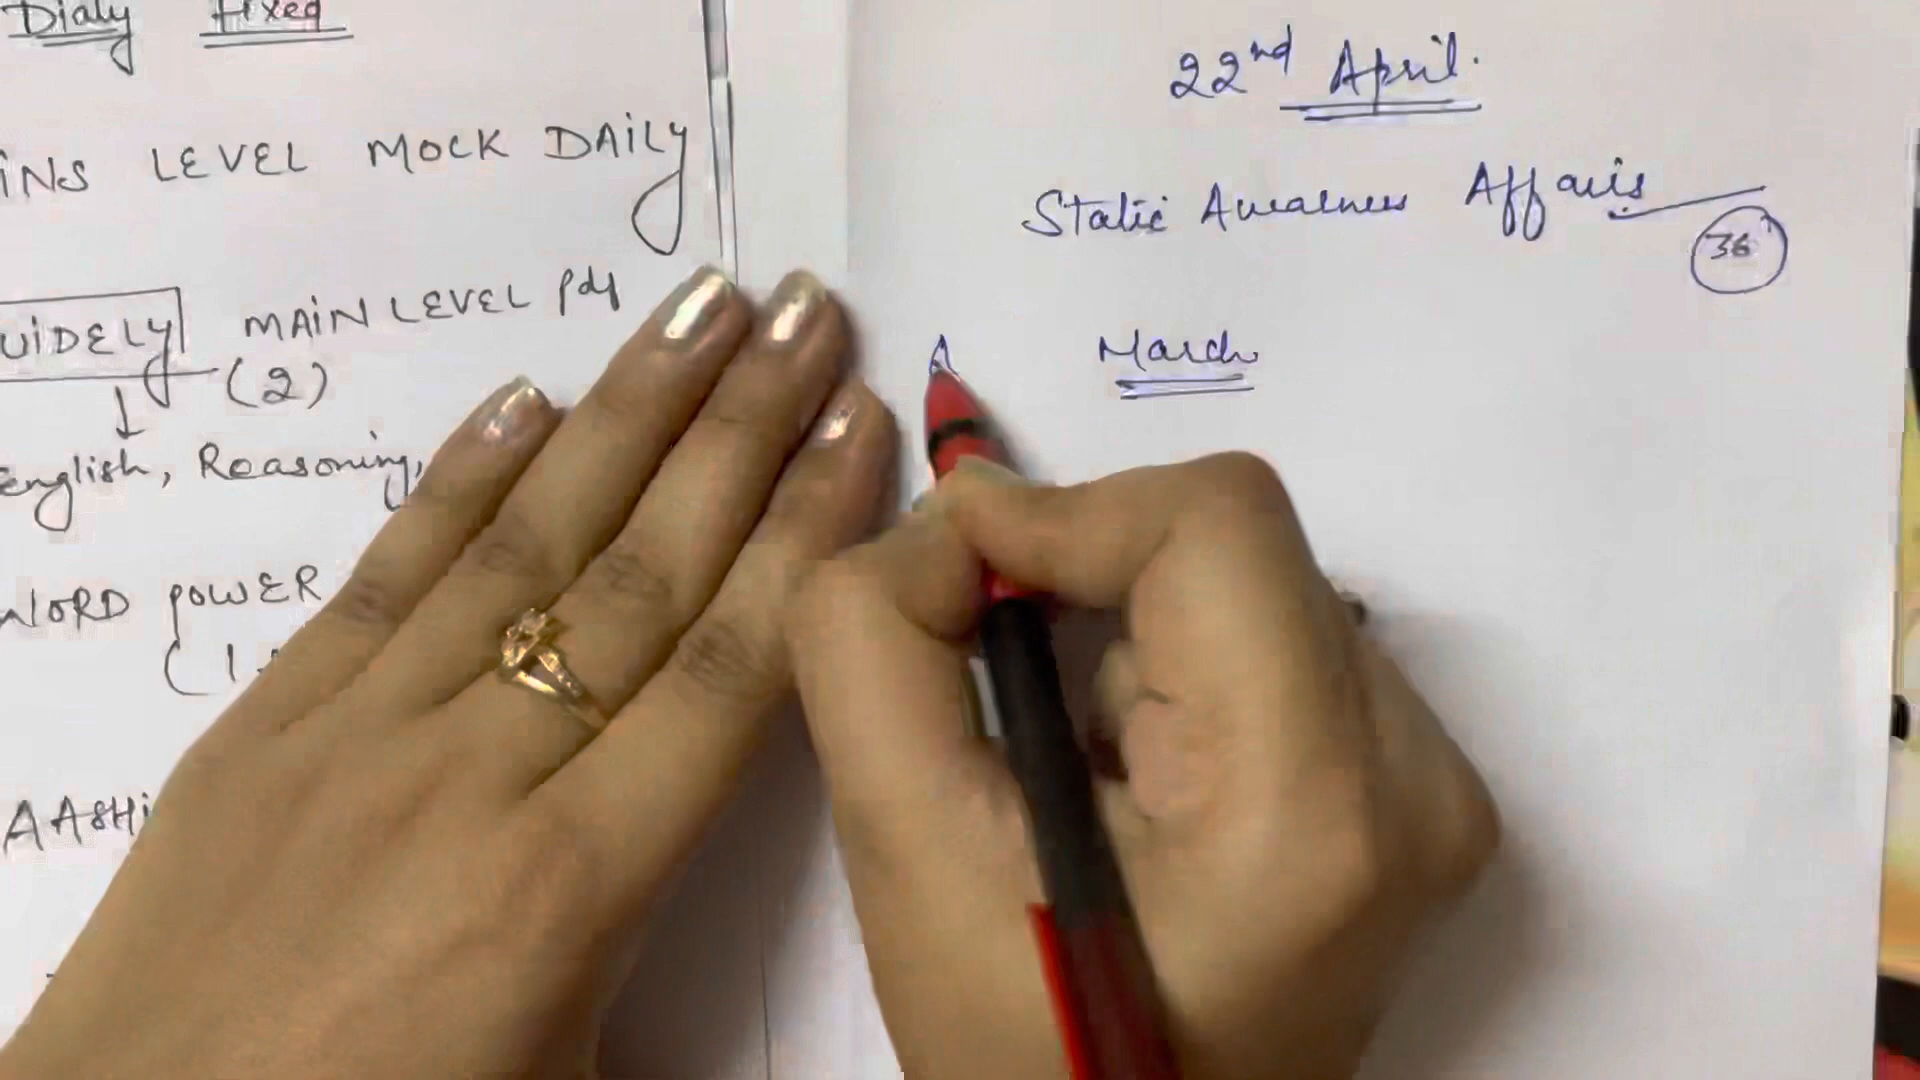 Dialy Fixed
iNS LEVEL MOCK DAiLY
UiDELY MAiN LEVEL pdf
(2)
English, Reasoning,
WORD POWER
(1
AASHi
22nd April.
Static Awareness Affairs
36
A March